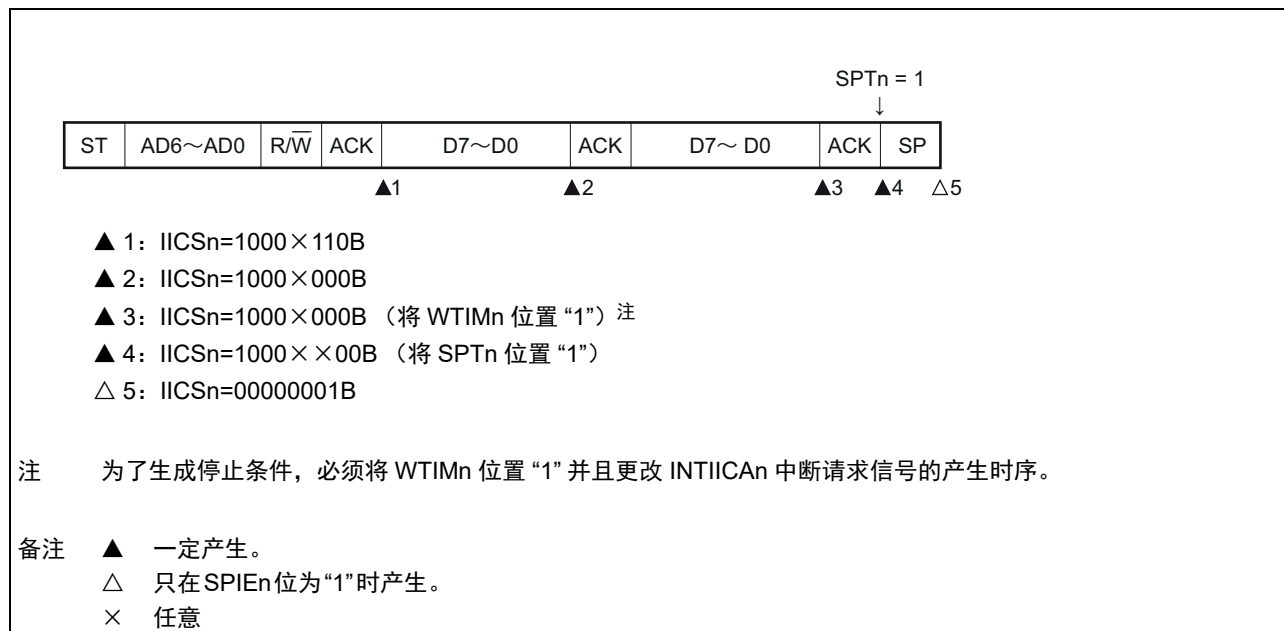 SPTn = 1
↓
ST AD6～AD0 R/W̅ ACK D7～D0 ACK D7～ D0 ACK SP
▲1 ▲2 ▲3 ▲4 △5
▲ 1：IICSn=1000×110B
▲ 2：IICSn=1000×000B
▲ 3：IICSn=1000×000B （将 WTIMn 位置 “1”）注
▲ 4：IICSn=1000××00B （将 SPTn 位置 “1”）
△ 5：IICSn=00000001B
注 为了生成停止条件，必须将 WTIMn 位置 “1” 并且更改 INTIICAn 中断请求信号的产生时序。
备注 ▲ 一定产生。
△ 只在SPIEn位为“1”时产生。
× 任意